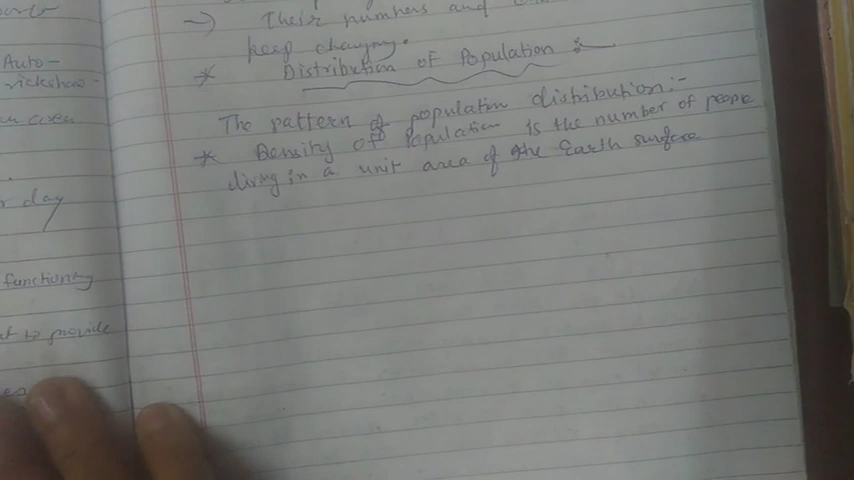 → Their numbers and
keep changing.
* Distribution of Population :-
The pattern of population distribution:-
* Density of Population is the number of people
living in a unit area of the Earth surface
Auto-
rickshaw-
day
functioning
to provide